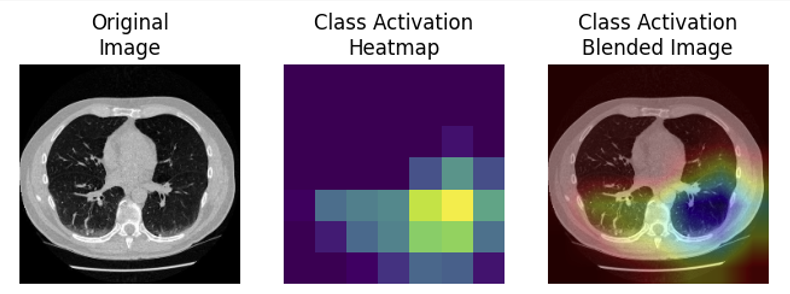 Original
Image
Class Activation
Heatmap
Class Activation
Blended Image